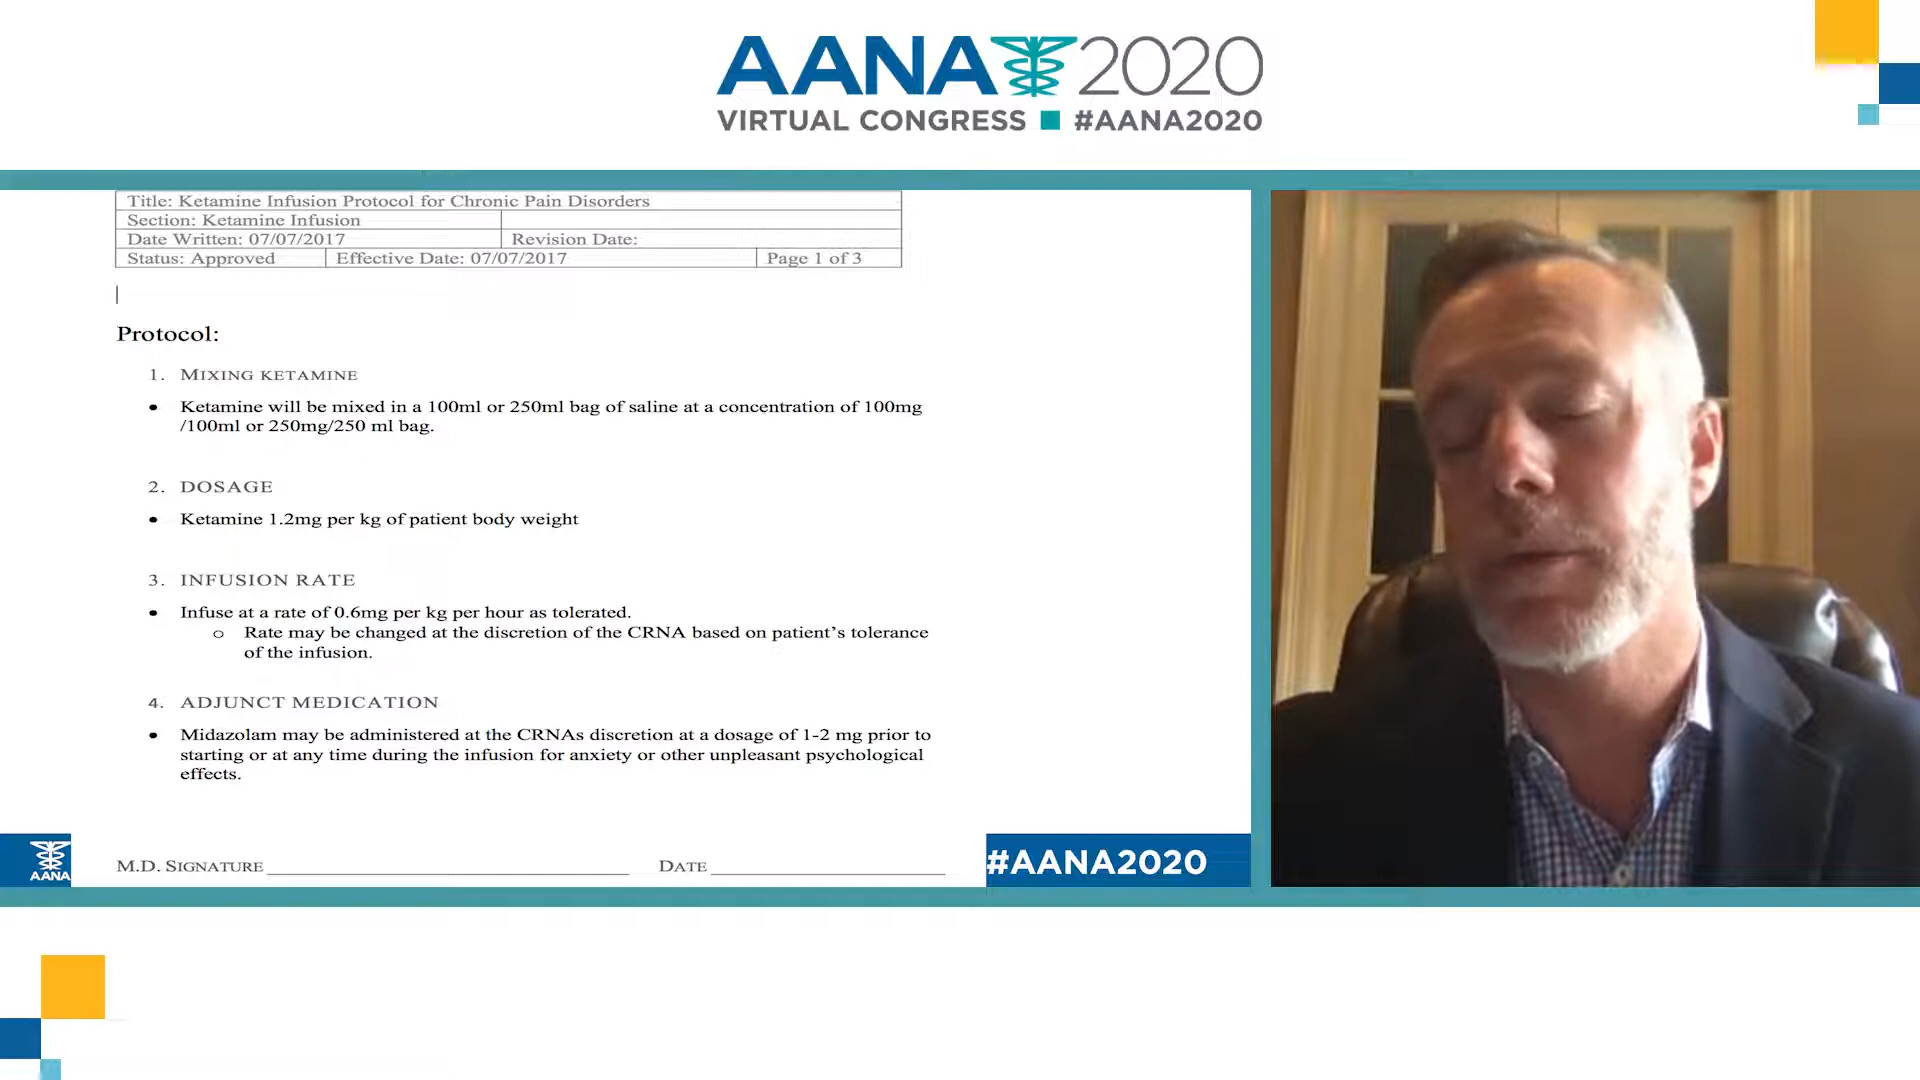 AANA 2020
VIRTUAL CONGRESS #AANA2020
Title: Ketamine Infusion Protocol for Chronic Pain Disorders
Section: Ketamine Infusion
Date Written: 07/07/2017 Revision Date:
Status: Approved Effective Date: 07/07/2017 Page 1 of 3
Protocol:
1. MIXING KETAMINE
• Ketamine will be mixed in a 100ml or 250ml bag of saline at a concentration of 100mg
/100ml or 250mg/250 ml bag.
2. DOSAGE
• Ketamine 1.2mg per kg of patient body weight
3. INFUSION RATE
• Infuse at a rate of 0.6mg per kg per hour as tolerated.
o Rate may be changed at the discretion of the CRNA based on patient’s tolerance
of the infusion.
4. ADJUNCT MEDICATION
• Midazolam may be administered at the CRNAs discretion at a dosage of 1-2 mg prior to
starting or at any time during the infusion for anxiety or other unpleasant psychological
effects.
M.D. SIGNATURE DATE
AANA
#AANA2020